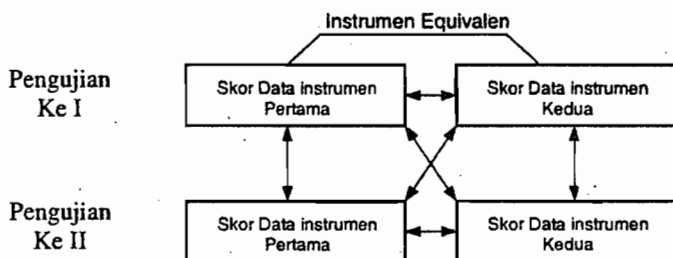 Instrumen Equivalen
Pengujian
Ke I
Skor Data instrumen
Pertama
Skor Data instrumen
Kedua
Pengujian
Ke II
Skor Data instrumen
Pertama
Skor Data instrumen
Kedua